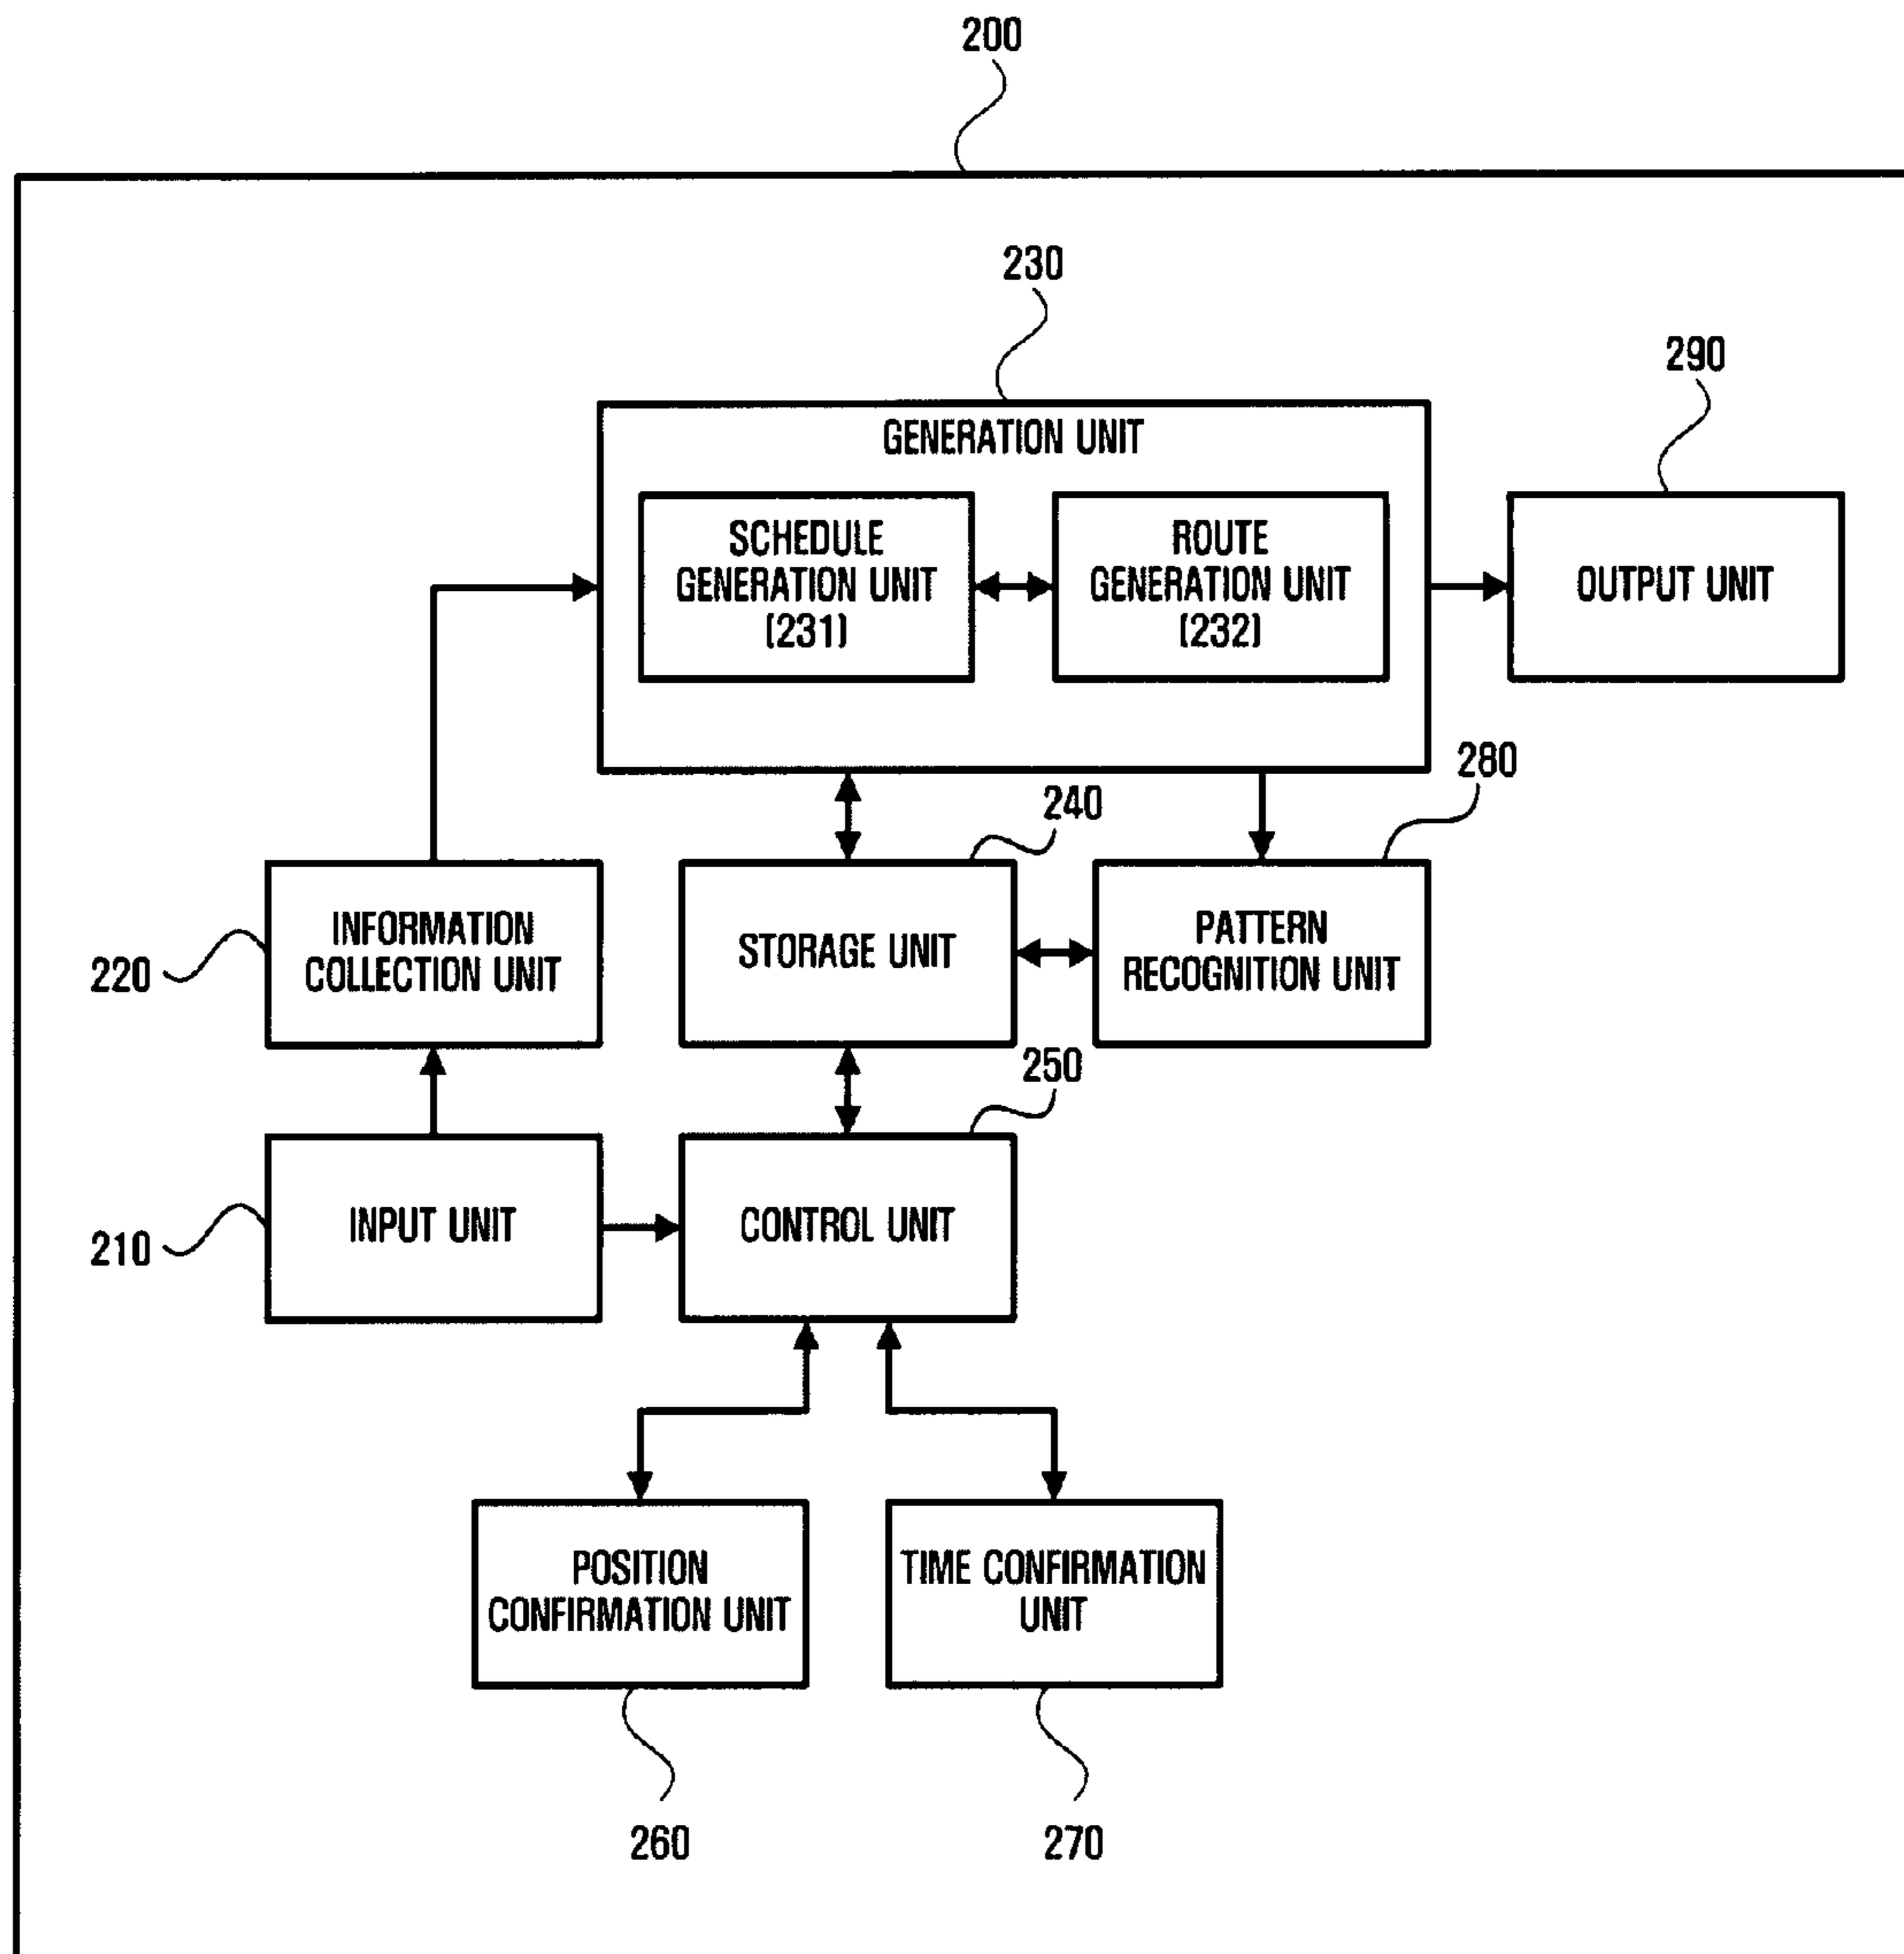 200
230
290
GENERATION UNIT
SCHEDULE
GENERATION UNIT
(231)
ROUTE
GENERATION UNIT
(232)
OUTPUT UNIT
280
240
INFORMATION
COLLECTION UNIT
220
STORAGE UNIT
PATTERN
RECOGNITION UNIT
250
INPUT UNIT
210
CONTROL UNIT
POSITION
CONFIRMATION UNIT
TIME CONFIRMATION
UNIT
260
270